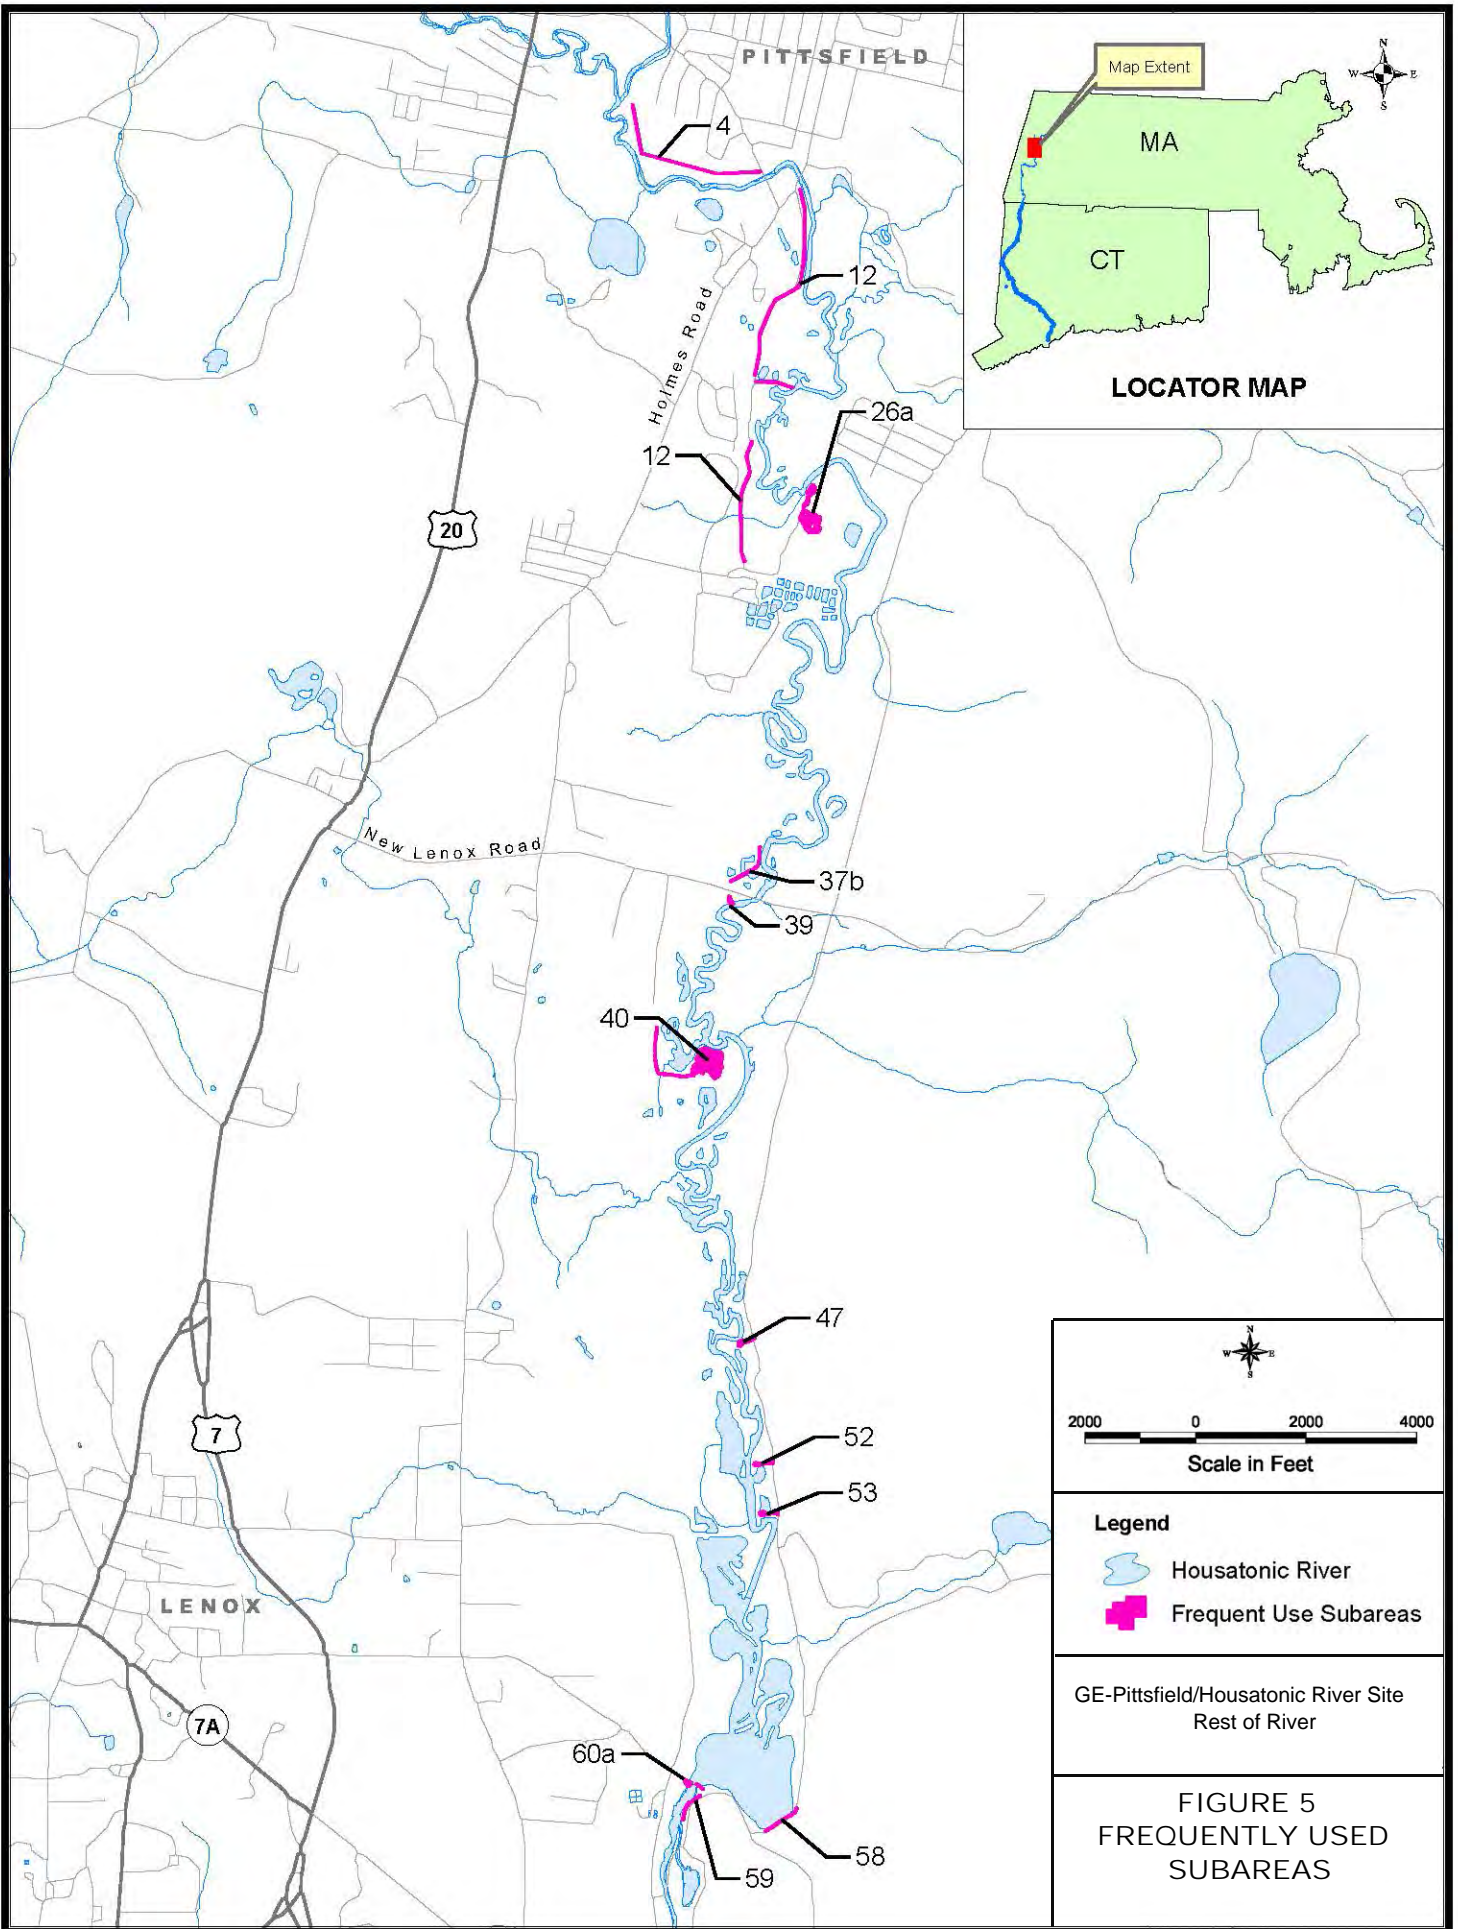 PITTSFIELD
4
12
Holmes Road
26a
12
20
New Lenox Road
37b
39
40
47
7
52
53
LENOX
7A
60a
59
58
Map Extent
N
W
E
S
MA
CT
LOCATOR MAP
N
W
E
S
2000 0 2000 4000
Scale in Feet
Legend
Housatonic River
Frequent Use Subareas
GE-Pittsfield/Housatonic River Site
Rest of River
FIGURE 5
FREQUENTLY USED
SUBAREAS